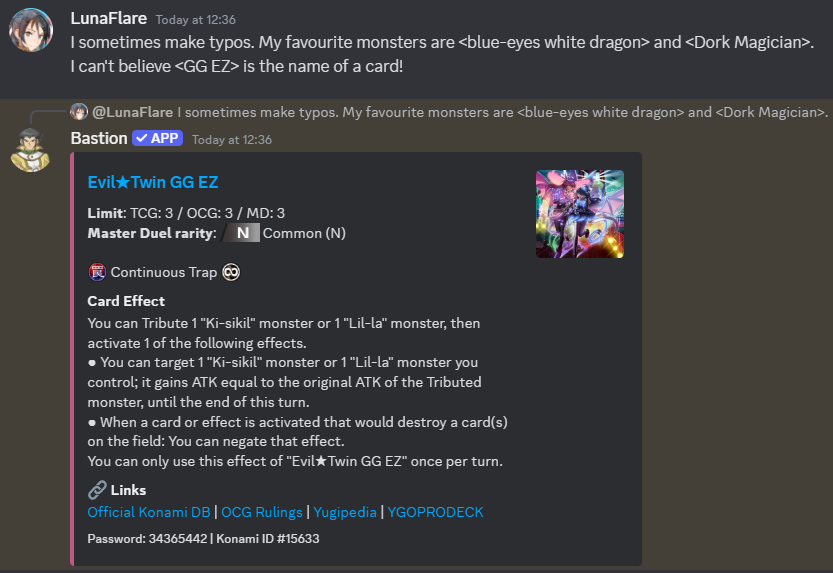 LunaFlare Today at 12:36
I sometimes make typos. My favourite monsters are <blue-eyes white dragon> and <Dork Magician>.
I can't believe <GG EZ> is the name of a card!
@LunaFlare I sometimes make typos. My favourite monsters are <blue-eyes white dragon> and <Dork Magician>.
Bastion ✓ APP Today at 12:36
Evil★Twin GG EZ
Limit: TCG: 3 / OCG: 3 / MD: 3
Master Duel rarity: N Common (N)
Continuous Trap
Card Effect
You can Tribute 1 "Ki-sikil" monster or 1 "Lil-la" monster, then
activate 1 of the following effects.
● You can target 1 "Ki-sikil" monster or 1 "Lil-la" monster you
control; it gains ATK equal to the original ATK of the Tributed
monster, until the end of this turn.
● When a card or effect is activated that would destroy a card(s)
on the field: You can negate that effect.
You can only use this effect of "Evil★Twin GG EZ" once per turn.
🔗 Links
Official Konami DB | OCG Rulings | Yugipedia | YGOPRODECK
Password: 34365442 | Konami ID #15633